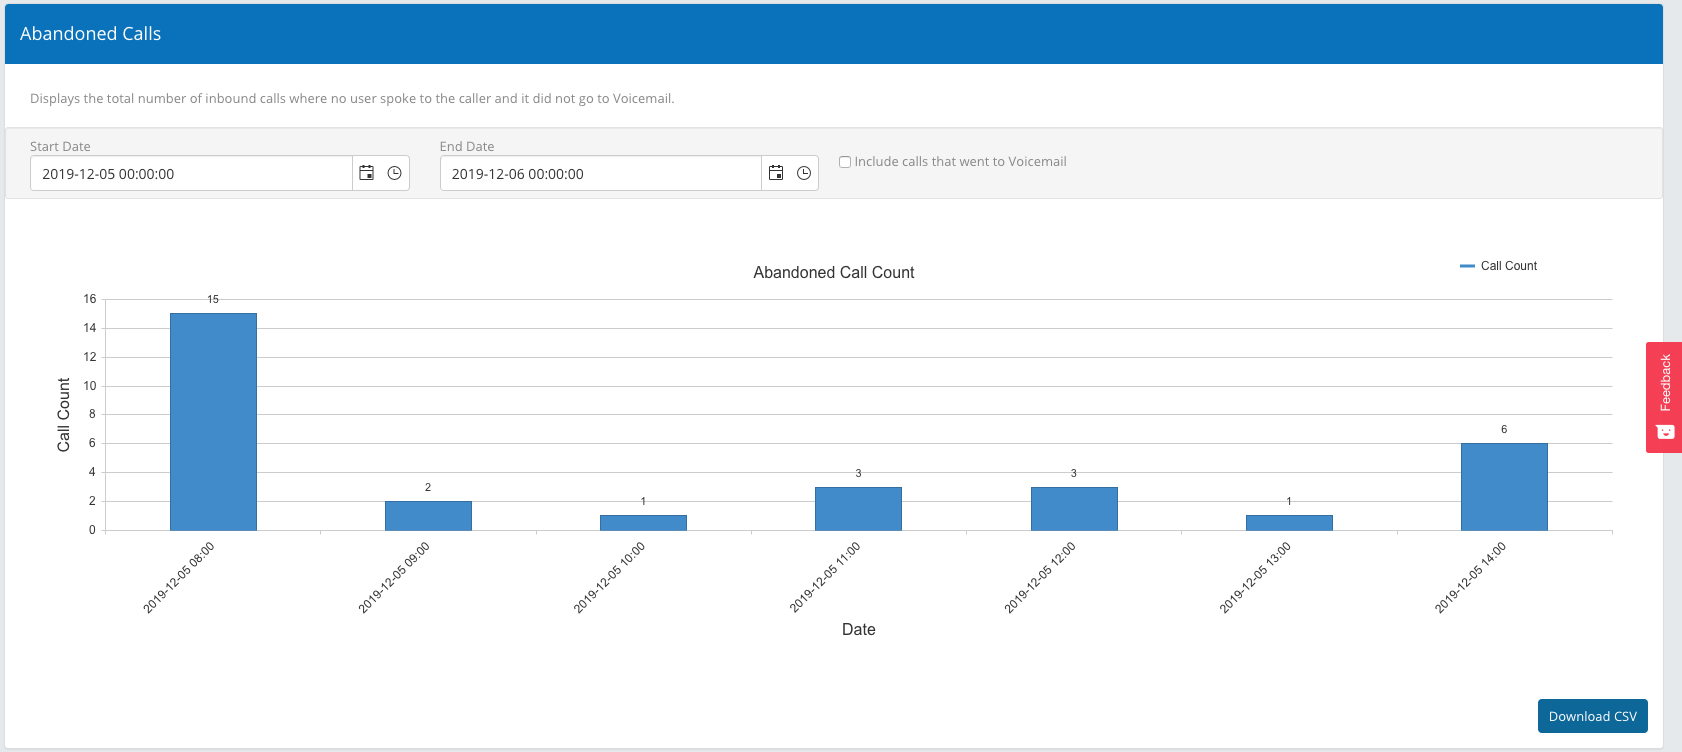 Abandoned Calls
Displays the total number of inbound calls where no user spoke to the caller and it did not go to Voicemail.
Start Date
End Date
2019-12-05 00:00:00
2019-12-06 00:00:00
Include calls that went to Voicemail
Abandoned Call Count
Call Count
Call Count
16
14
12
10
8
6
4
2
0
15
2
1
3
3
1
6
2019-12-05 08:00
2019-12-05 09:00
2019-12-05 10:00
2019-12-05 11:00
2019-12-05 12:00
2019-12-05 13:00
2019-12-05 14:00
Date
Feedback
Download CSV